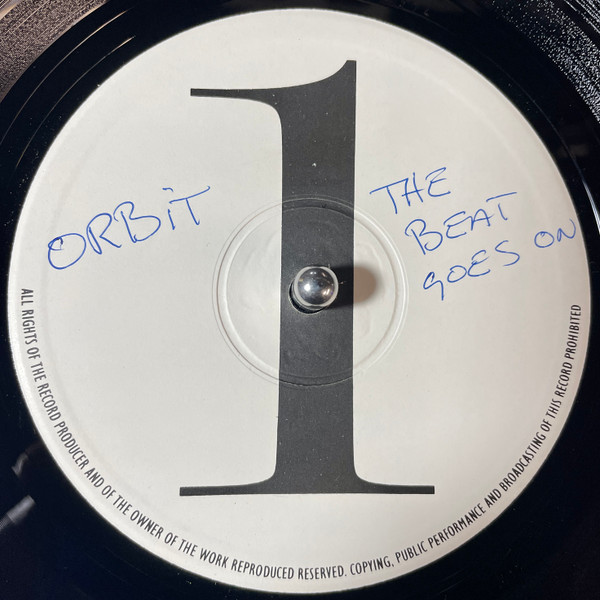 1
ORBiT
THE
BEAT
GOES ON
ALL RIGHTS OF THE RECORD PRODUCER AND OF THE OWNER OF THE WORK REPRODUCED RESERVED. COPYING, PUBLIC PERFORMANCE AND BROADCASTING OF THIS RECORD PROHIBITED